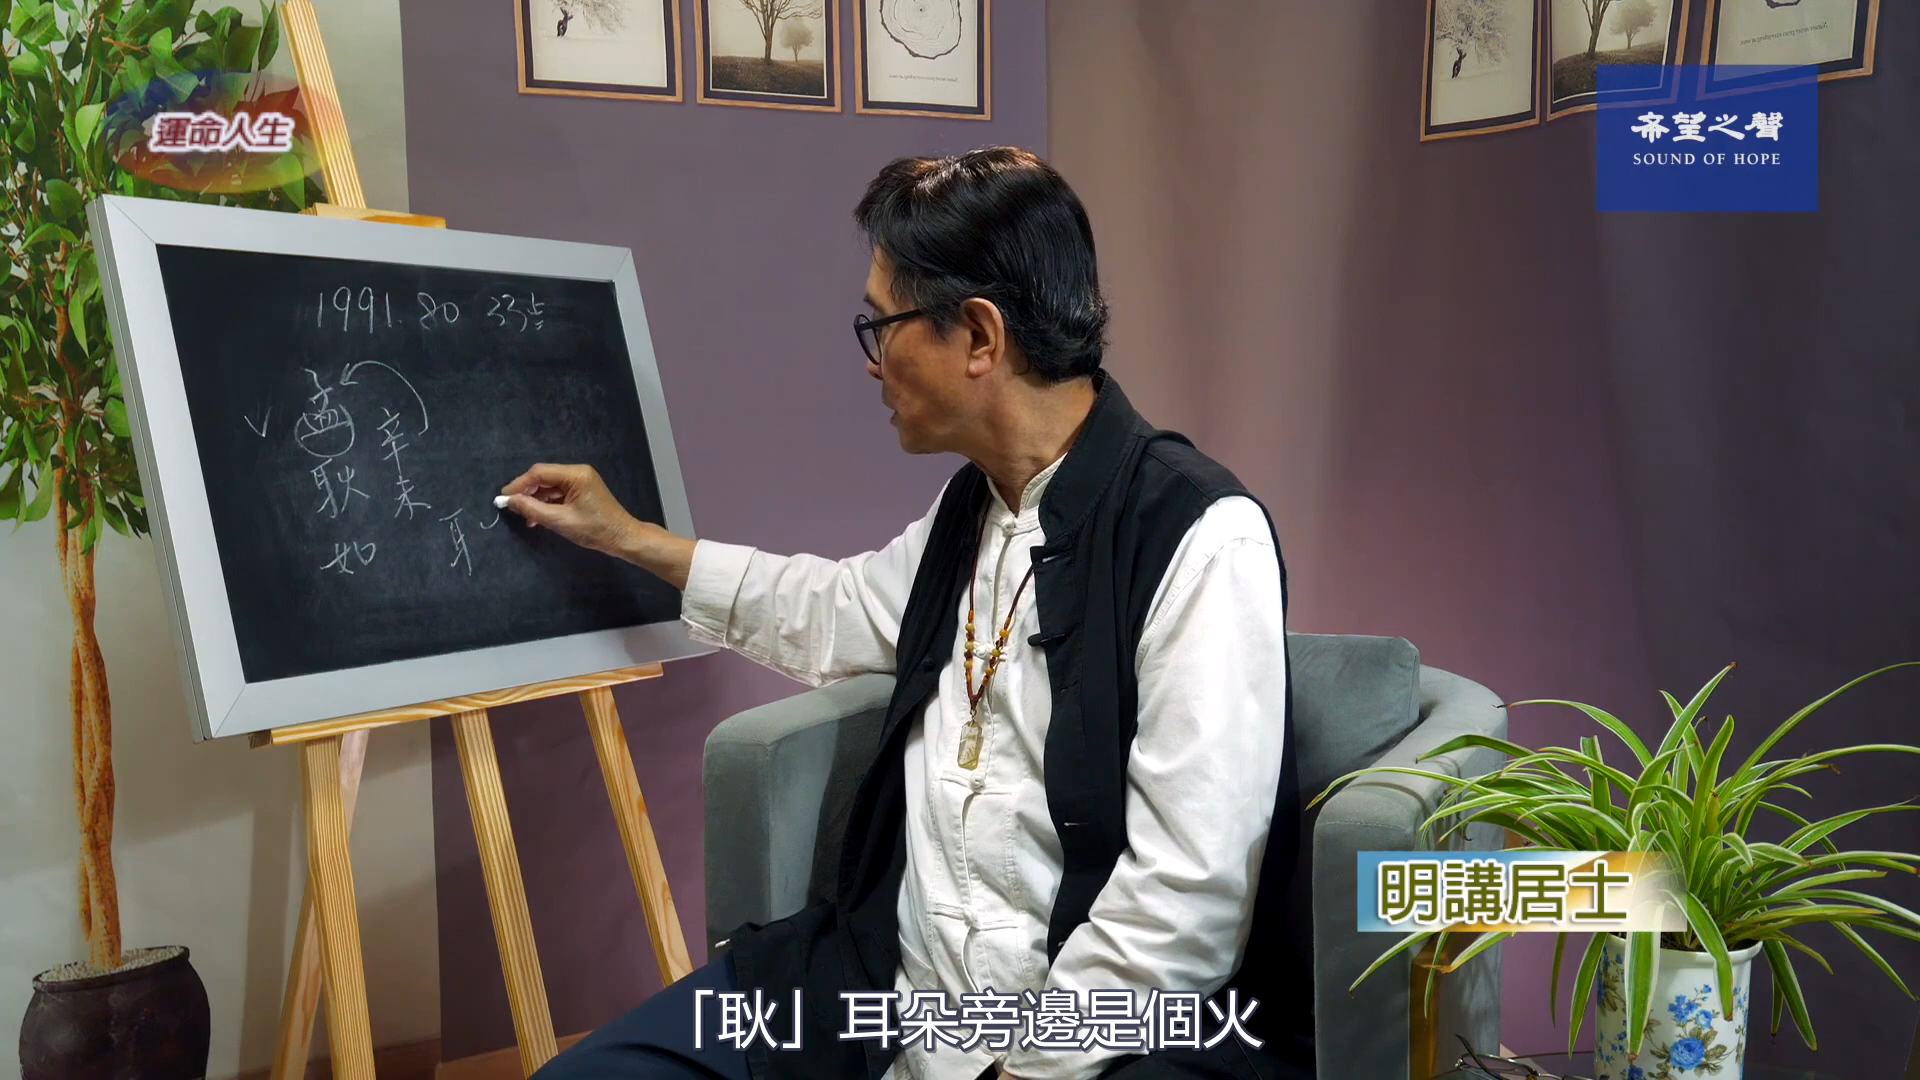 運命人生
希望之聲
SOUND OF HOPE
1991.80 33歲
孟 辛
耿 未
如 耳
明講居士
「耿」耳朵旁邊是個火